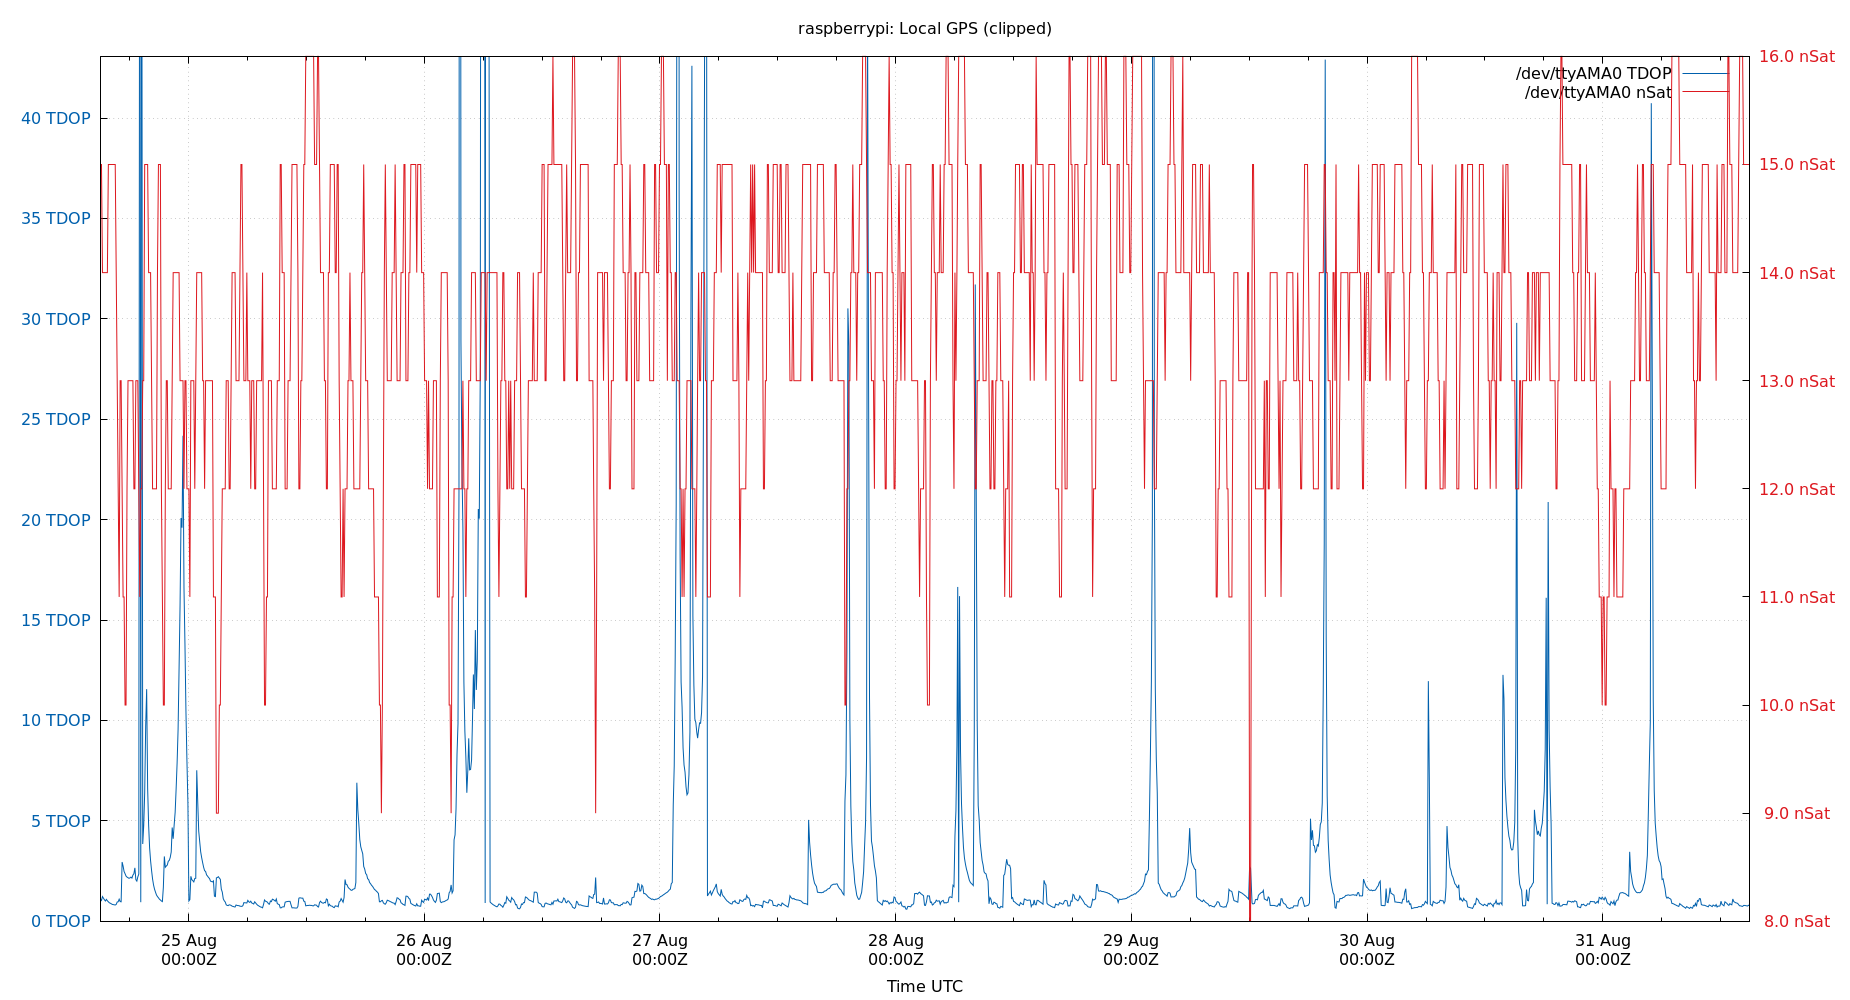 raspberrypi: Local GPS (clipped)
/dev/ttyAMA0 TDOP
/dev/ttyAMA0 nSat
40 TDOP
35 TDOP
30 TDOP
25 TDOP
20 TDOP
15 TDOP
10 TDOP
5 TDOP
0 TDOP
16.0 nSat
15.0 nSat
14.0 nSat
13.0 nSat
12.0 nSat
11.0 nSat
10.0 nSat
9.0 nSat
8.0 nSat
25 Aug
00:00Z
26 Aug
00:00Z
27 Aug
00:00Z
28 Aug
00:00Z
29 Aug
00:00Z
30 Aug
00:00Z
31 Aug
00:00Z
Time UTC